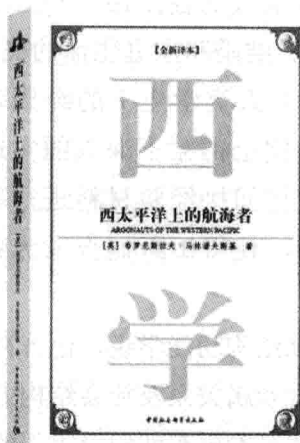 西太平洋上的航海者
【全新译本】
西
西太平洋上的航海者
ARGONAUTS OF THE WESTERN PACIFIC
[英] 布罗尼斯拉夫·马林诺夫斯基 著
学
中国社会科学出版社